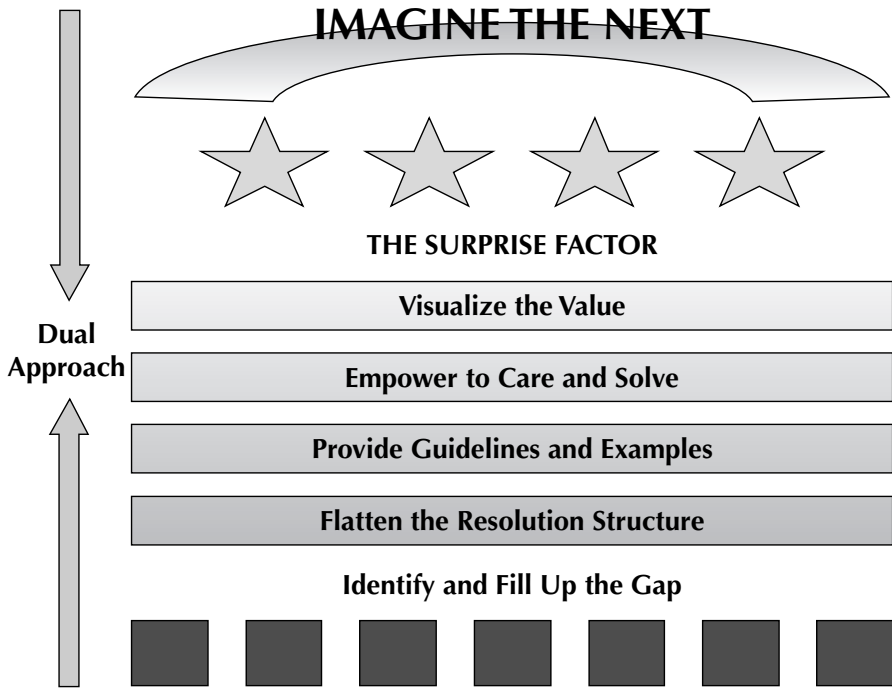 IMAGINE THE NEXT
THE SURPRISE FACTOR
Visualize the Value
Dual
Approach
Empower to Care and Solve
Provide Guidelines and Examples
Flatten the Resolution Structure
Identify and Fill Up the Gap